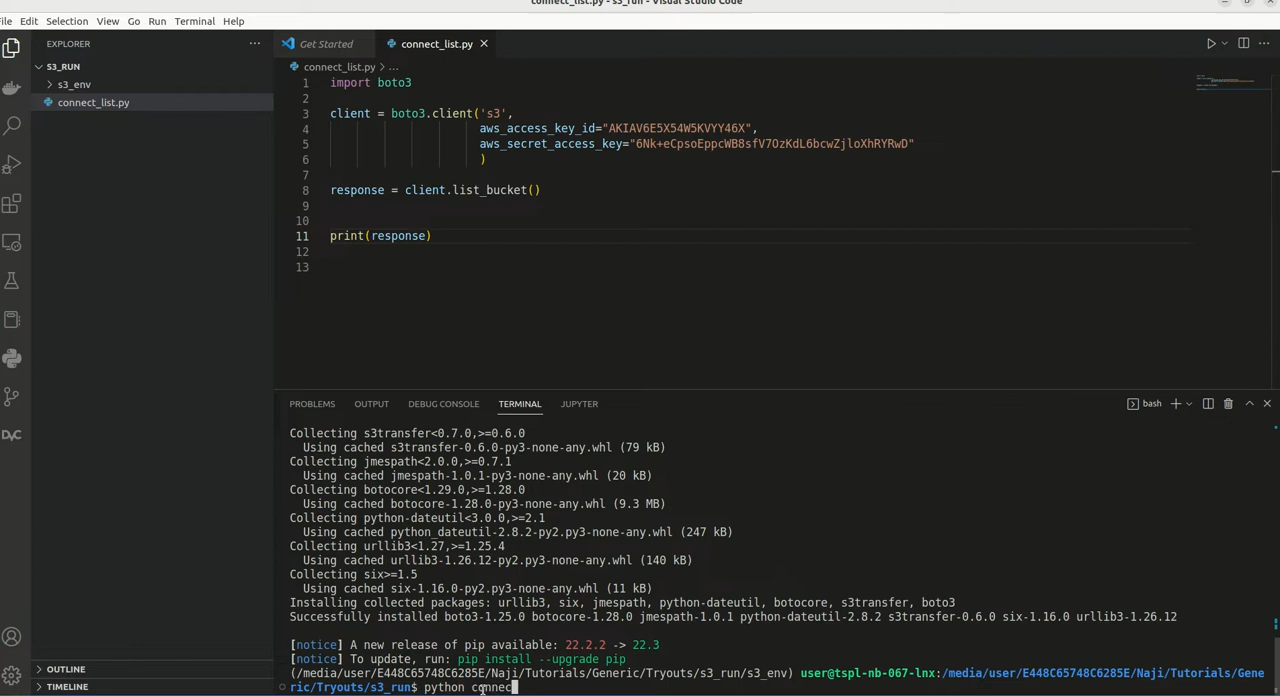 connect_list.py - s3_run - Visual Studio Code
File Edit Selection View Go Run Terminal Help
EXPLORER
Get Started
connect_list.py
S3_RUN
connect_list.py > ...
s3_env
connect_list.py
1 import boto3
2
3 client = boto3.client('s3',
4 aws_access_key_id="AKIAV6E5X54W5KVYY46X",
5 aws_secret_access_key="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"
6 )
7
8 response = client.list_bucket()
9
10
11 print(response)
12
13
PROBLEMS OUTPUT DEBUG CONSOLE TERMINAL JUPYTER
bash
DVC
Collecting s3transfer<0.7.0,>=0.6.0
Using cached s3transfer-0.6.0-py3-none-any.whl (79 kB)
Collecting jmespath<2.0.0,>=0.7.1
Using cached jmespath-1.0.1-py3-none-any.whl (20 kB)
Collecting botocore<1.29.0,>=1.28.0
Using cached botocore-1.28.0-py3-none-any.whl (9.3 MB)
Collecting python-dateutil<3.0.0,>=2.1
Using cached python_dateutil-2.8.2-py2.py3-none-any.whl (247 kB)
Collecting urllib3<1.27,>=1.25.4
Using cached urllib3-1.26.12-py2.py3-none-any.whl (140 kB)
Collecting six>=1.5
Using cached six-1.16.0-py2.py3-none-any.whl (11 kB)
Installing collected packages: urllib3, six, jmespath, python-dateutil, botocore, s3transfer, boto3
Successfully installed boto3-1.25.0 botocore-1.28.0 jmespath-1.0.1 python-dateutil-2.8.2 s3transfer-0.6.0 six-1.16.0 urllib3-1.26.12
[notice] A new release of pip available: 22.2.2 -> 22.3
[notice] To update, run: pip install --upgrade pip
(/media/user/E448C65748C6285E/Naji/Tutorials/Generic/Tryouts/s3_run/s3_env) user@tspl-nb-067-lnx:/media/user/E448C65748C6285E/Naji/Tutorials/Gene
ric/Tryouts/s3_run$ python connec
OUTLINE
TIMELINE